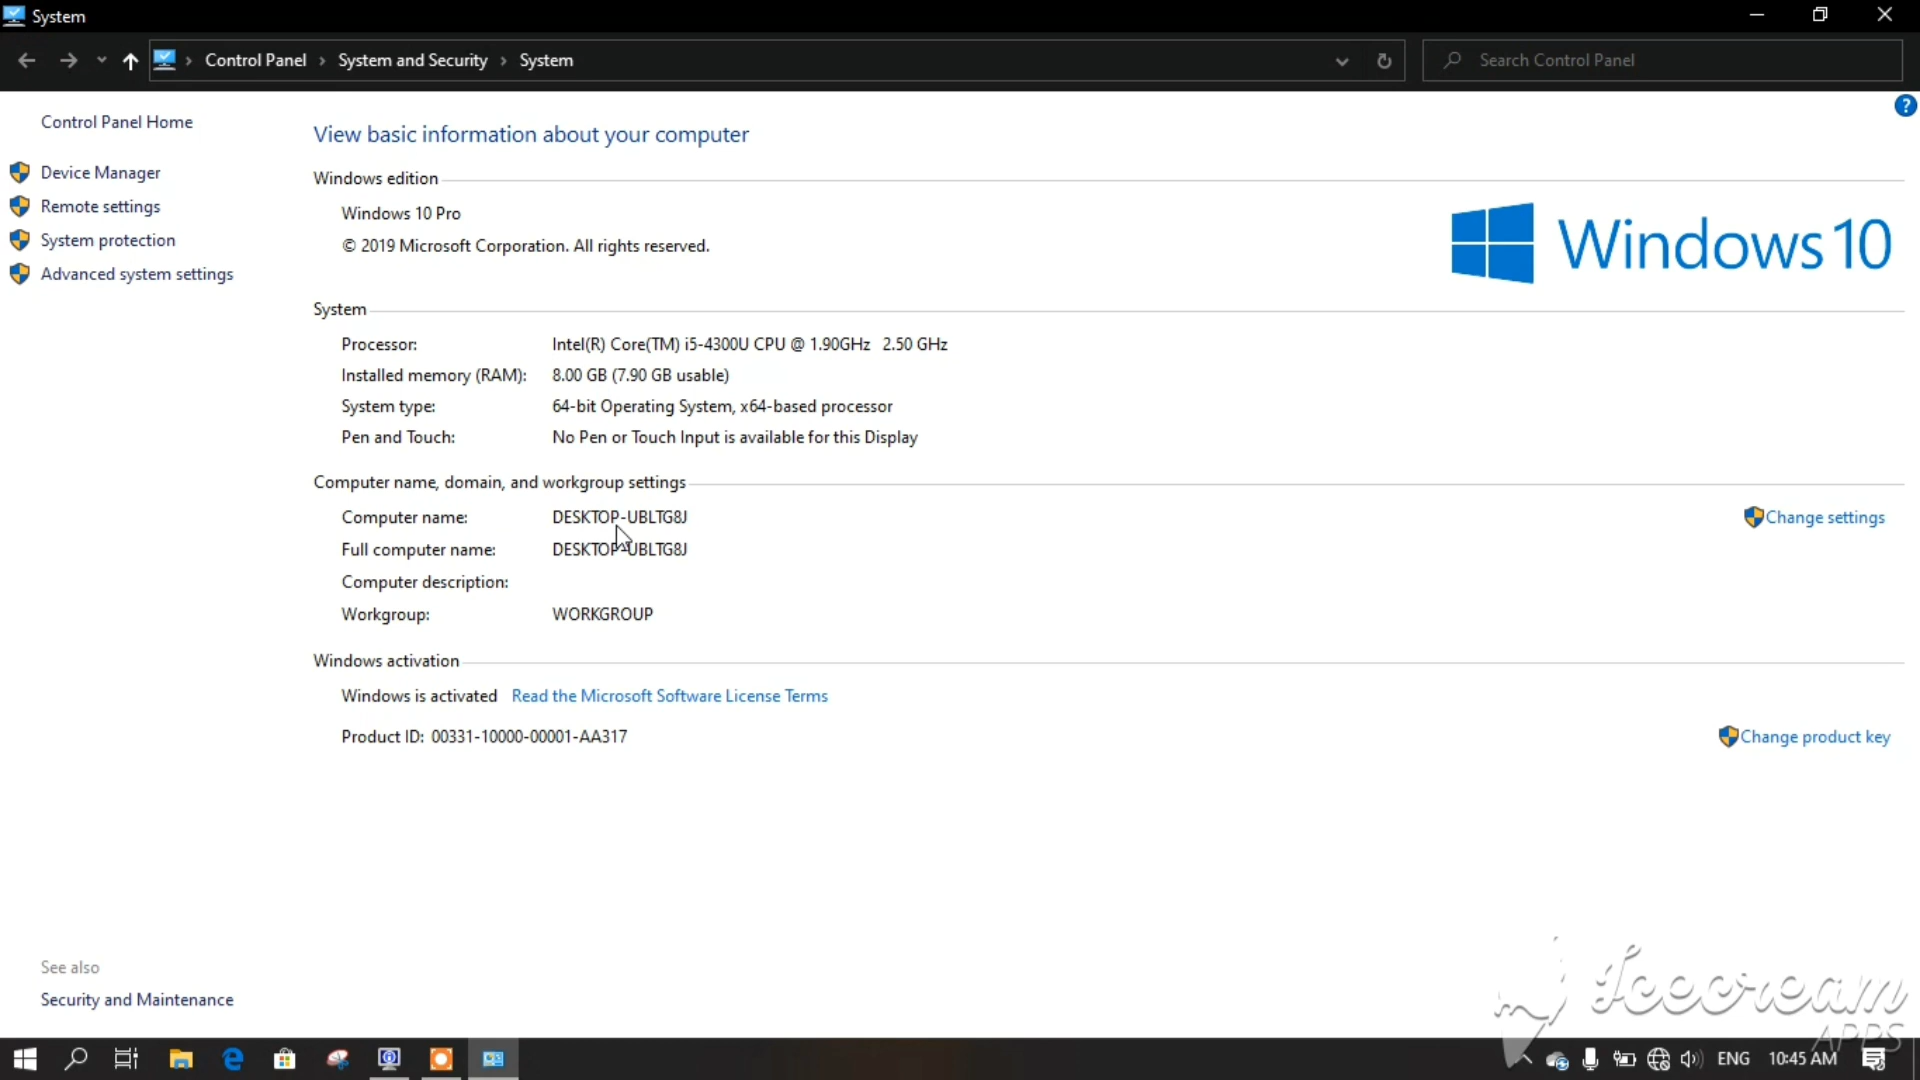 System
Control Panel › System and Security › System
Search Control Panel
Control Panel Home
Device Manager
Remote settings
System protection
Advanced system settings
View basic information about your computer
Windows edition
Windows 10 Pro
© 2019 Microsoft Corporation. All rights reserved.
Windows 10
System
Processor: Intel(R) Core(TM) i5-4300U CPU @ 1.90GHz 2.50 GHz
Installed memory (RAM): 8.00 GB (7.90 GB usable)
System type: 64-bit Operating System, x64-based processor
Pen and Touch: No Pen or Touch Input is available for this Display
Computer name, domain, and workgroup settings
Computer name: DESKTOP-UBLTG8J
Change settings
Full computer name: DESKTOP-UBLTG8J
Computer description:
Workgroup: WORKGROUP
Windows activation
Windows is activated Read the Microsoft Software License Terms
Product ID: 00331-10000-00001-AA317
Change product key
See also
Security and Maintenance
Icecream
APPS
ENG 10:45 AM